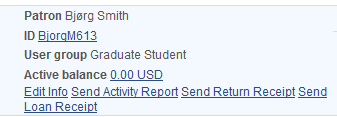 Patron Bjørg Smith
ID BjorgM613
User group Graduate Student
Active balance 0.00 USD
Edit Info Send Activity Report Send Return Receipt Send
Loan Receipt